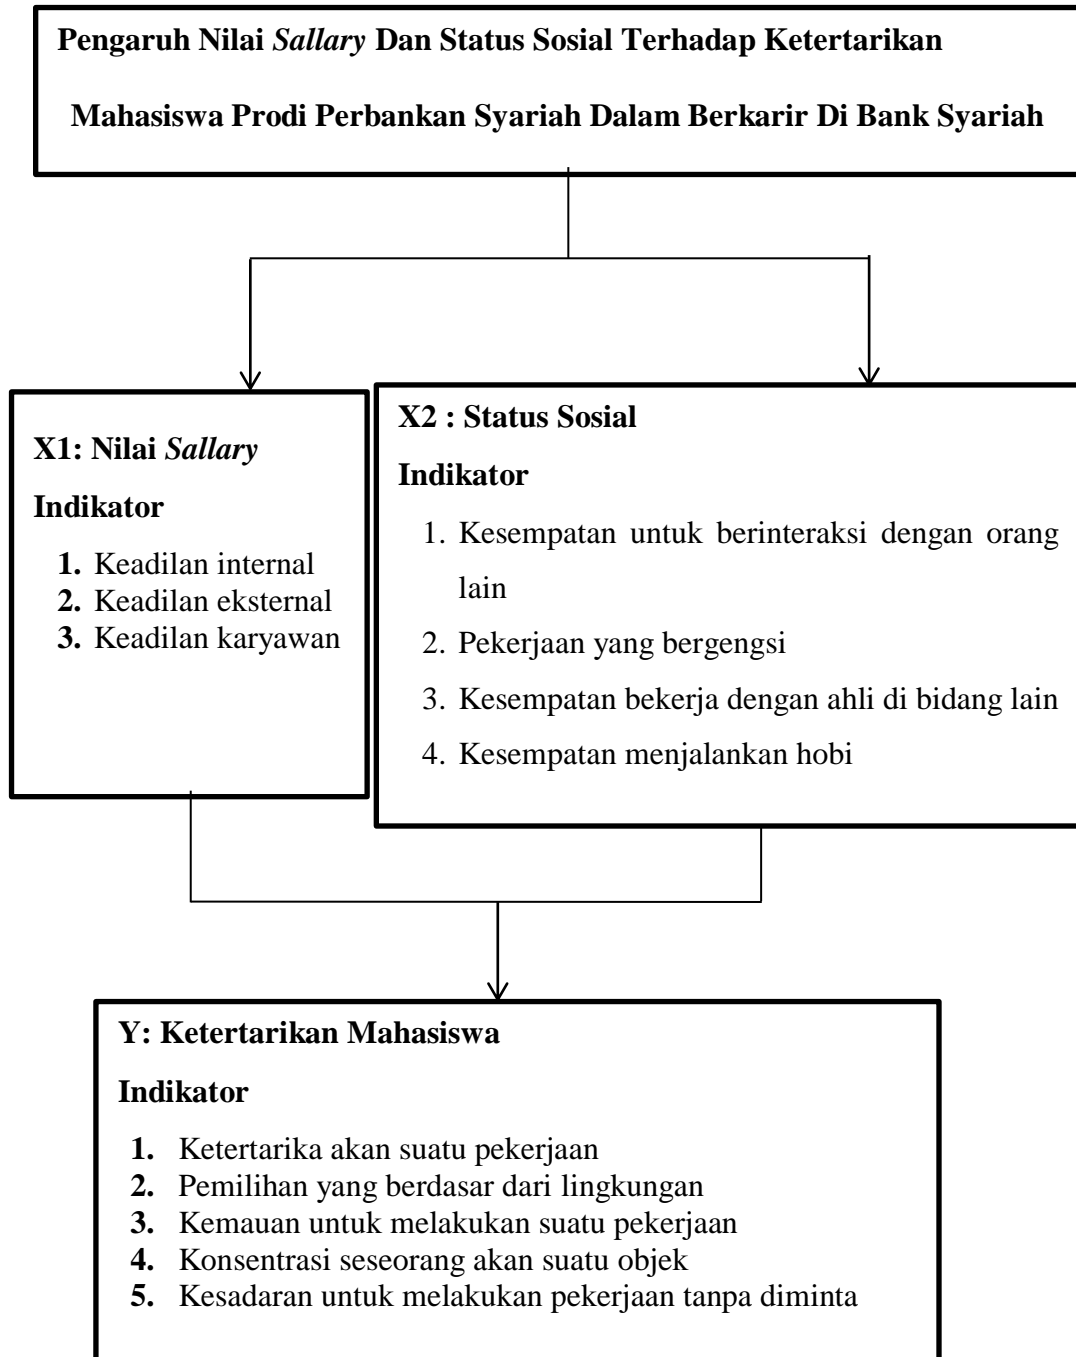 Pengaruh Nilai Sallary Dan Status Sosial Terhadap Ketertarikan
Mahasiswa Prodi Perbankan Syariah Dalam Berkarir Di Bank Syariah
X1: Nilai Sallary
Indikator
1. Keadilan internal
2. Keadilan eksternal
3. Keadilan karyawan
X2 : Status Sosial
Indikator
1. Kesempatan untuk berinteraksi dengan orang
lain
2. Pekerjaan yang bergengsi
3. Kesempatan bekerja dengan ahli di bidang lain
4. Kesempatan menjalankan hobi
Y: Ketertarikan Mahasiswa
Indikator
1. Ketertarika akan suatu pekerjaan
2. Pemilihan yang berdasar dari lingkungan
3. Kemauan untuk melakukan suatu pekerjaan
4. Konsentrasi seseorang akan suatu objek
5. Kesadaran untuk melakukan pekerjaan tanpa diminta